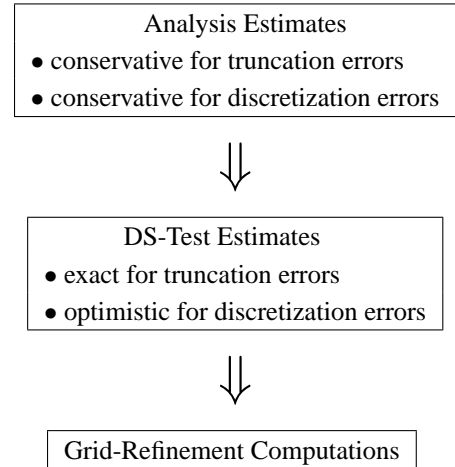 Analysis Estimates
• conservative for truncation errors
• conservative for discretization errors
⇓
DS-Test Estimates
• exact for truncation errors
• optimistic for discretization errors
⇓
Grid-Refinement Computations